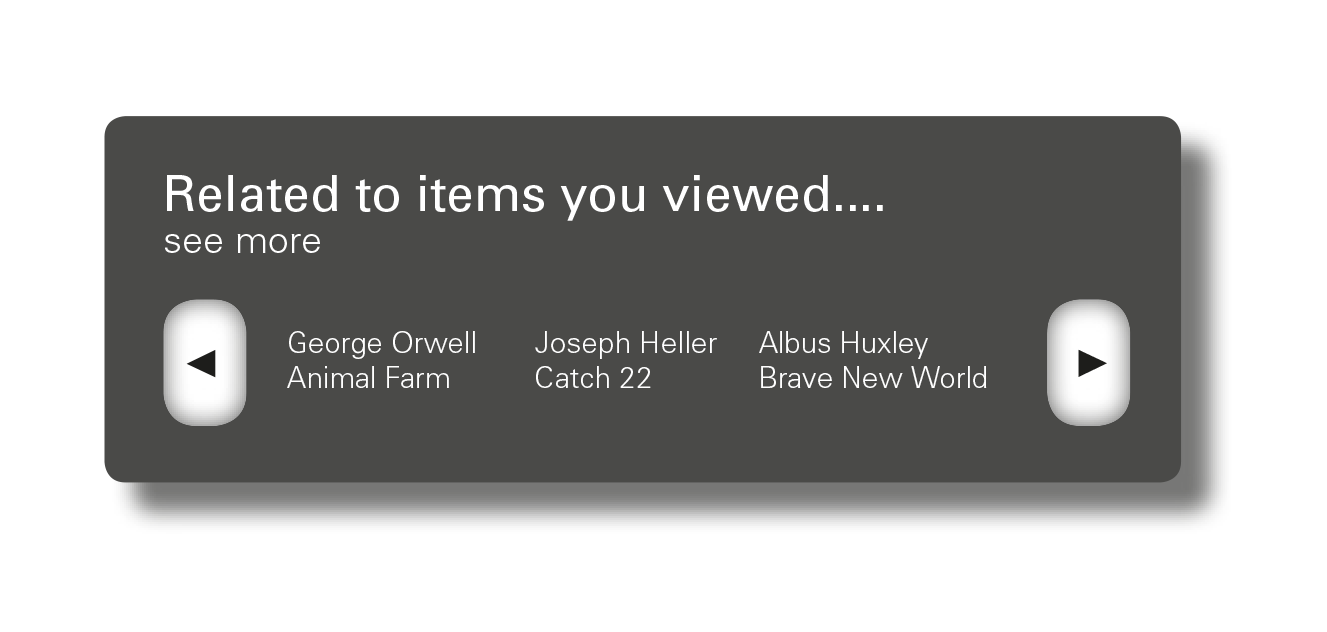 Related to items you viewed....
see more
George Orwell
Animal Farm
Joseph Heller
Catch 22
Albus Huxley
Brave New World